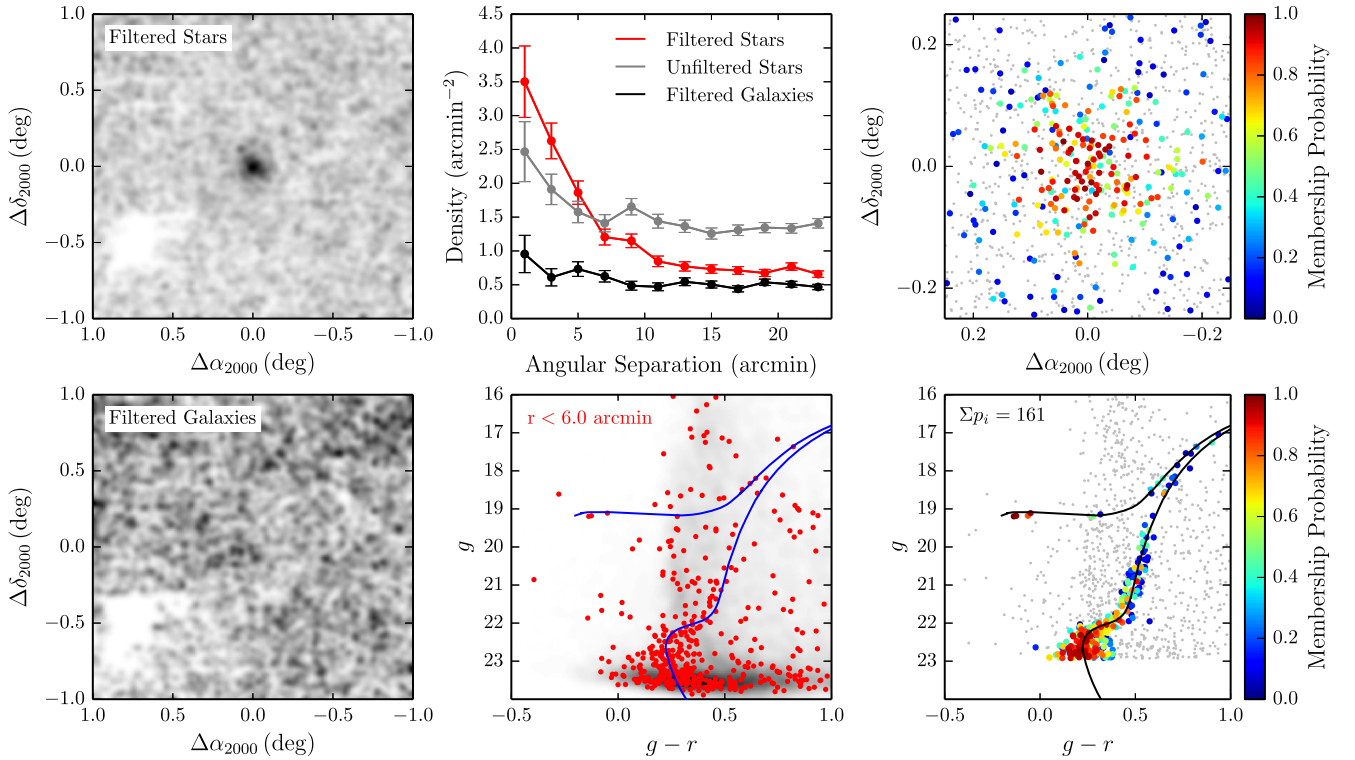 Filtered Stars
1.0
0.5
0.0
−0.5
−1.0
Δδ2000 (deg)
1.0 0.5 0.0 −0.5 −1.0
Δα2000 (deg)
4.5
4.0
3.5
3.0
2.5
2.0
1.5
1.0
0.5
0.0
Density (arcmin−2)
Filtered Stars
Unfiltered Stars
Filtered Galaxies
0 5 10 15 20
Angular Separation (arcmin)
0.2
0.0
−0.2
Δδ2000 (deg)
0.2 0.0 −0.2
Δα2000 (deg)
1.0
0.8
0.6
0.4
0.2
0.0
Membership Probability
Filtered Galaxies
1.0
0.5
0.0
−0.5
−1.0
Δδ2000 (deg)
1.0 0.5 0.0 −0.5 −1.0
Δα2000 (deg)
r < 6.0 arcmin
16
17
18
19
20
21
22
23
g
−0.5 0.0 0.5 1.0
g − r
Σpi = 161
16
17
18
19
20
21
22
23
g
−0.5 0.0 0.5 1.0
g − r
1.0
0.8
0.6
0.4
0.2
0.0
Membership Probability